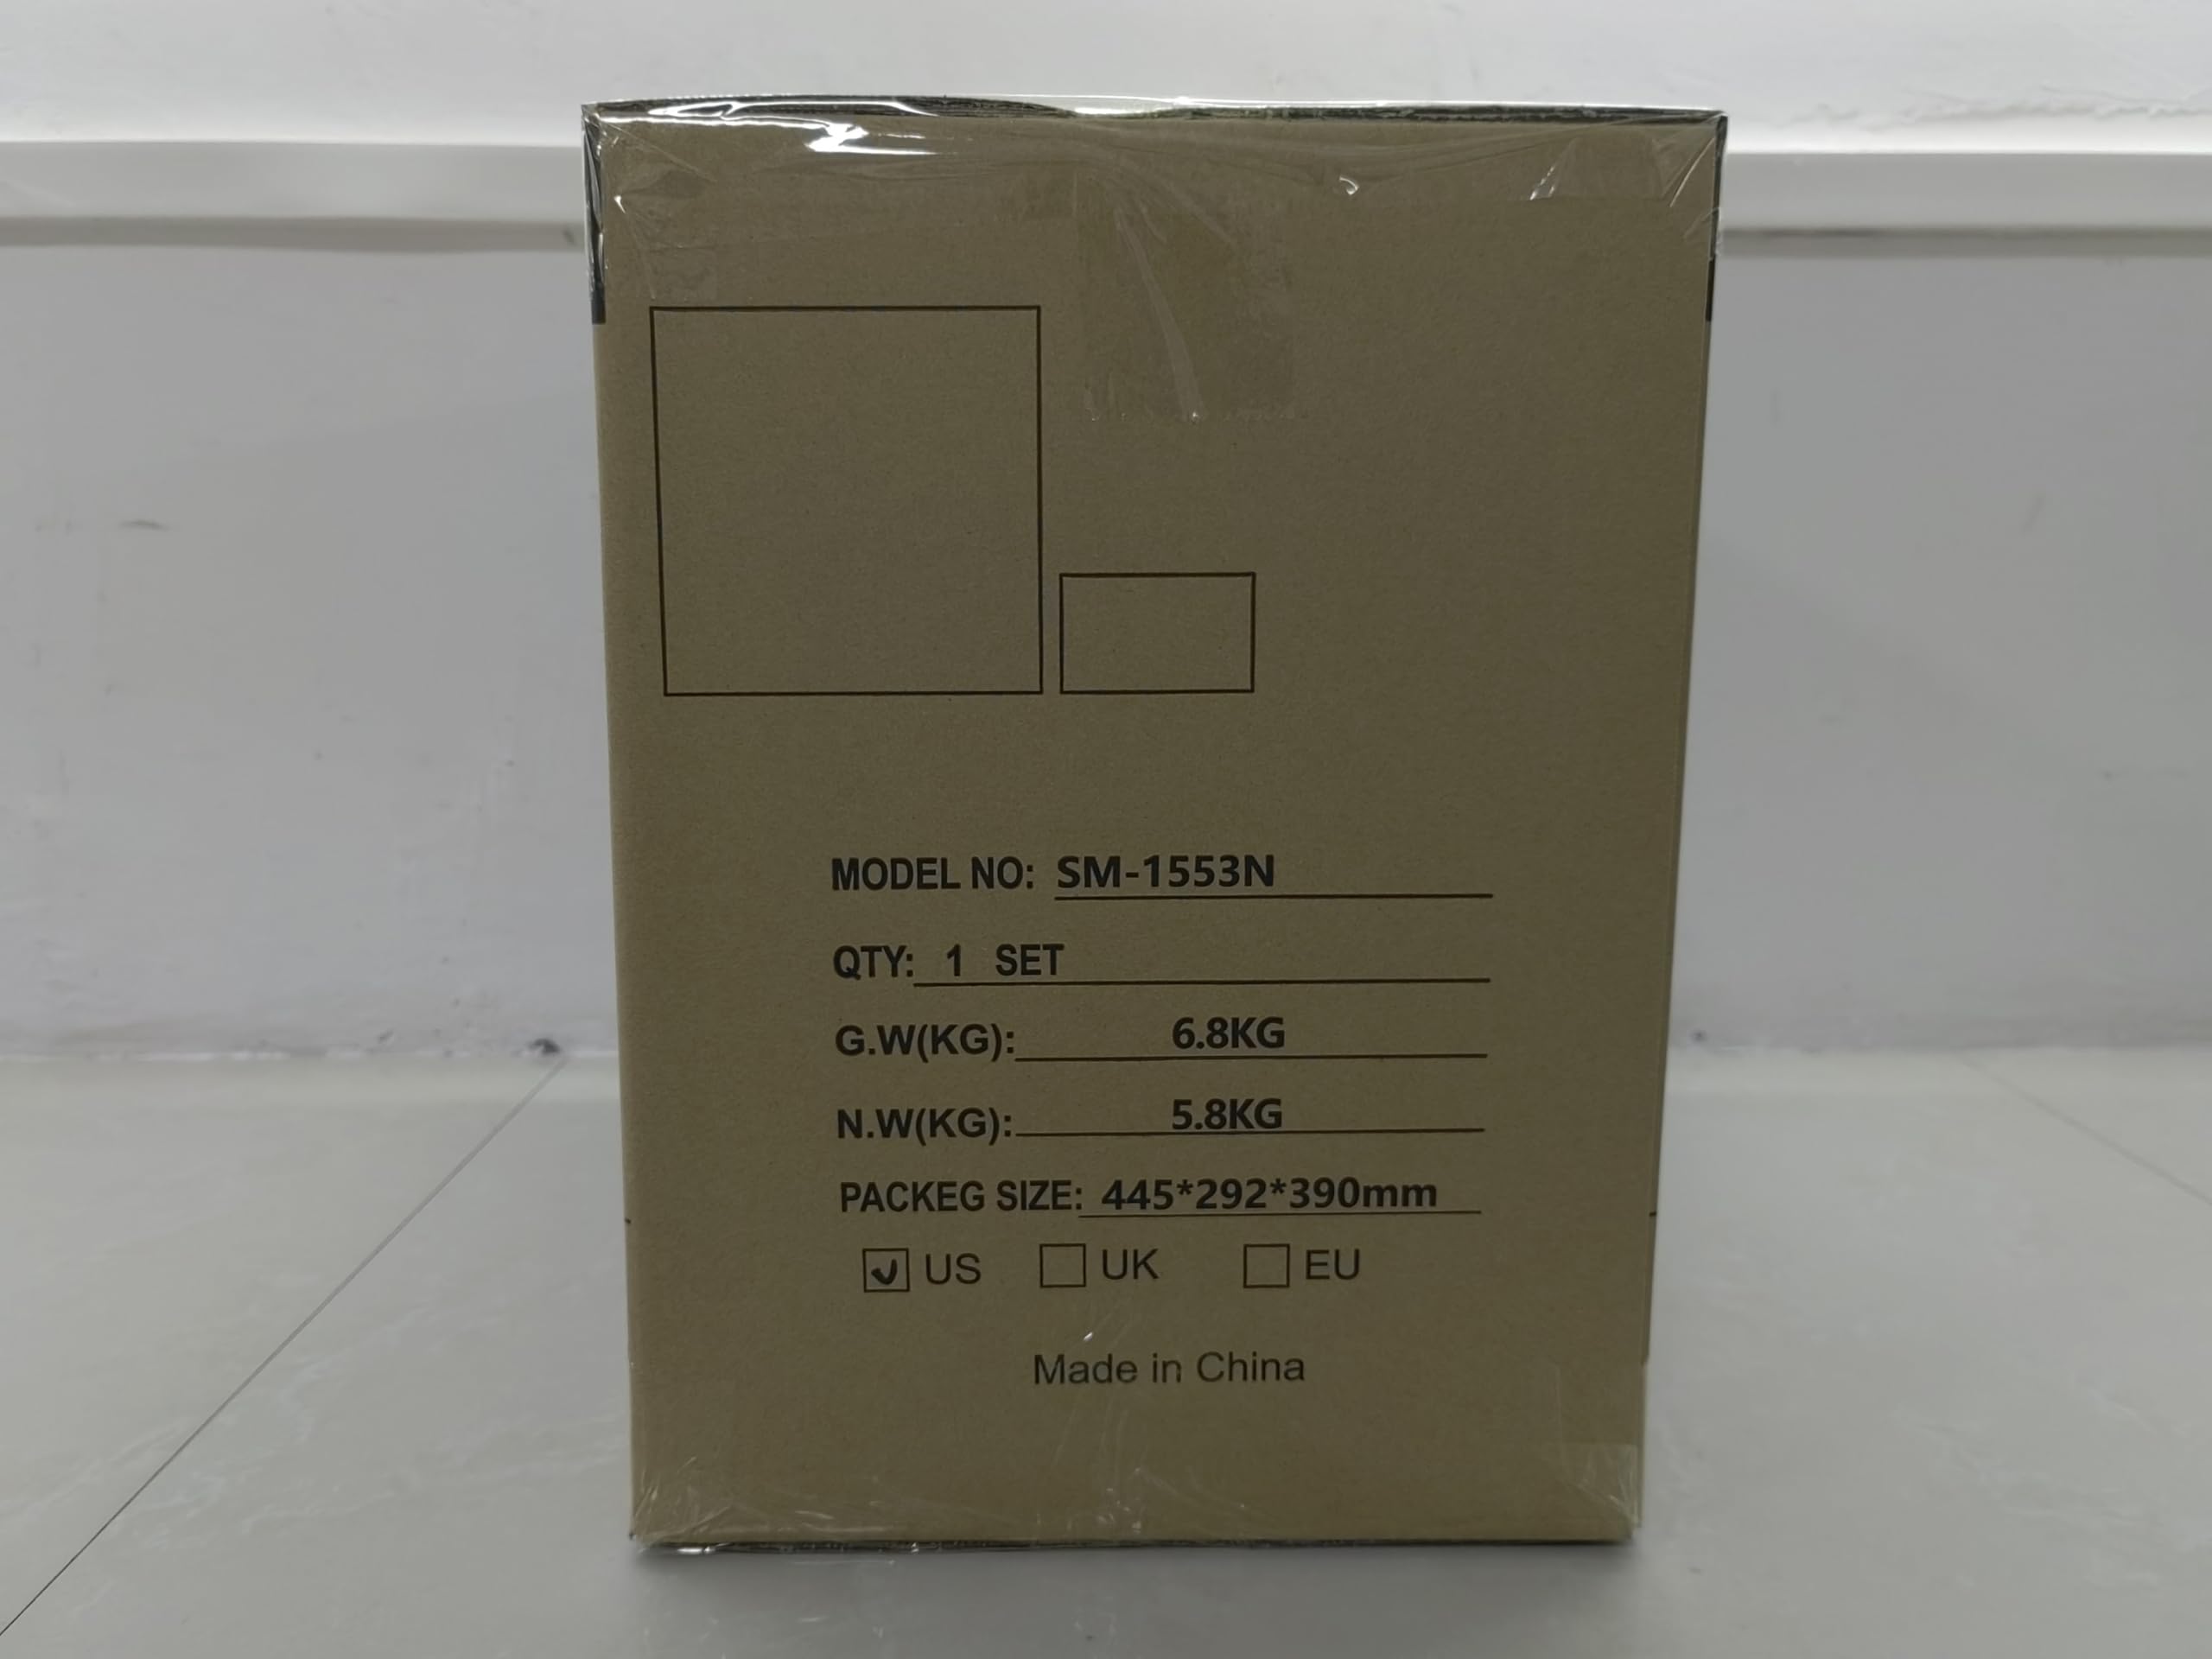 MODEL NO: SM-1553N
QTY: 1 SET
G.W(KG): 6.8KG
N.W(KG): 5.8KG
PACKEG SIZE: 445*292*390mm
US UK EU
Made in China